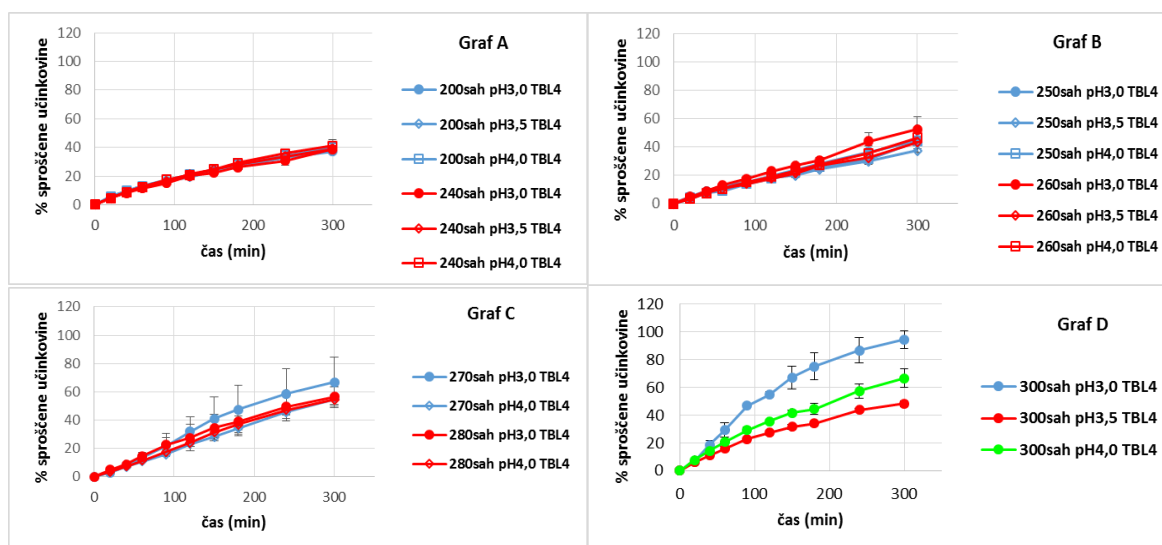 Graf A
% sproščene učinkovine
120
100
80
60
40
20
0
0 100 200 300
čas (min)
200sah pH3,0 TBL4
200sah pH3,5 TBL4
200sah pH4,0 TBL4
240sah pH3,0 TBL4
240sah pH3,5 TBL4
240sah pH4,0 TBL4
Graf B
% sproščene učinkovine
120
100
80
60
40
20
0
0 100 200 300
čas (min)
250sah pH3,0 TBL4
250sah pH3,5 TBL4
250sah pH4,0 TBL4
260sah pH3,0 TBL4
260sah pH3,5 TBL4
260sah pH4,0 TBL4
Graf C
% sproščene učinkovine
120
100
80
60
40
20
0
0 100 200 300
čas (min)
270sah pH3,0 TBL4
270sah pH4,0 TBL4
280sah pH3,0 TBL4
280sah pH4,0 TBL4
Graf D
% sproščene učinkovine
120
100
80
60
40
20
0
0 100 200 300
čas (min)
300sah pH3,0 TBL4
300sah pH3,5 TBL4
300sah pH4,0 TBL4